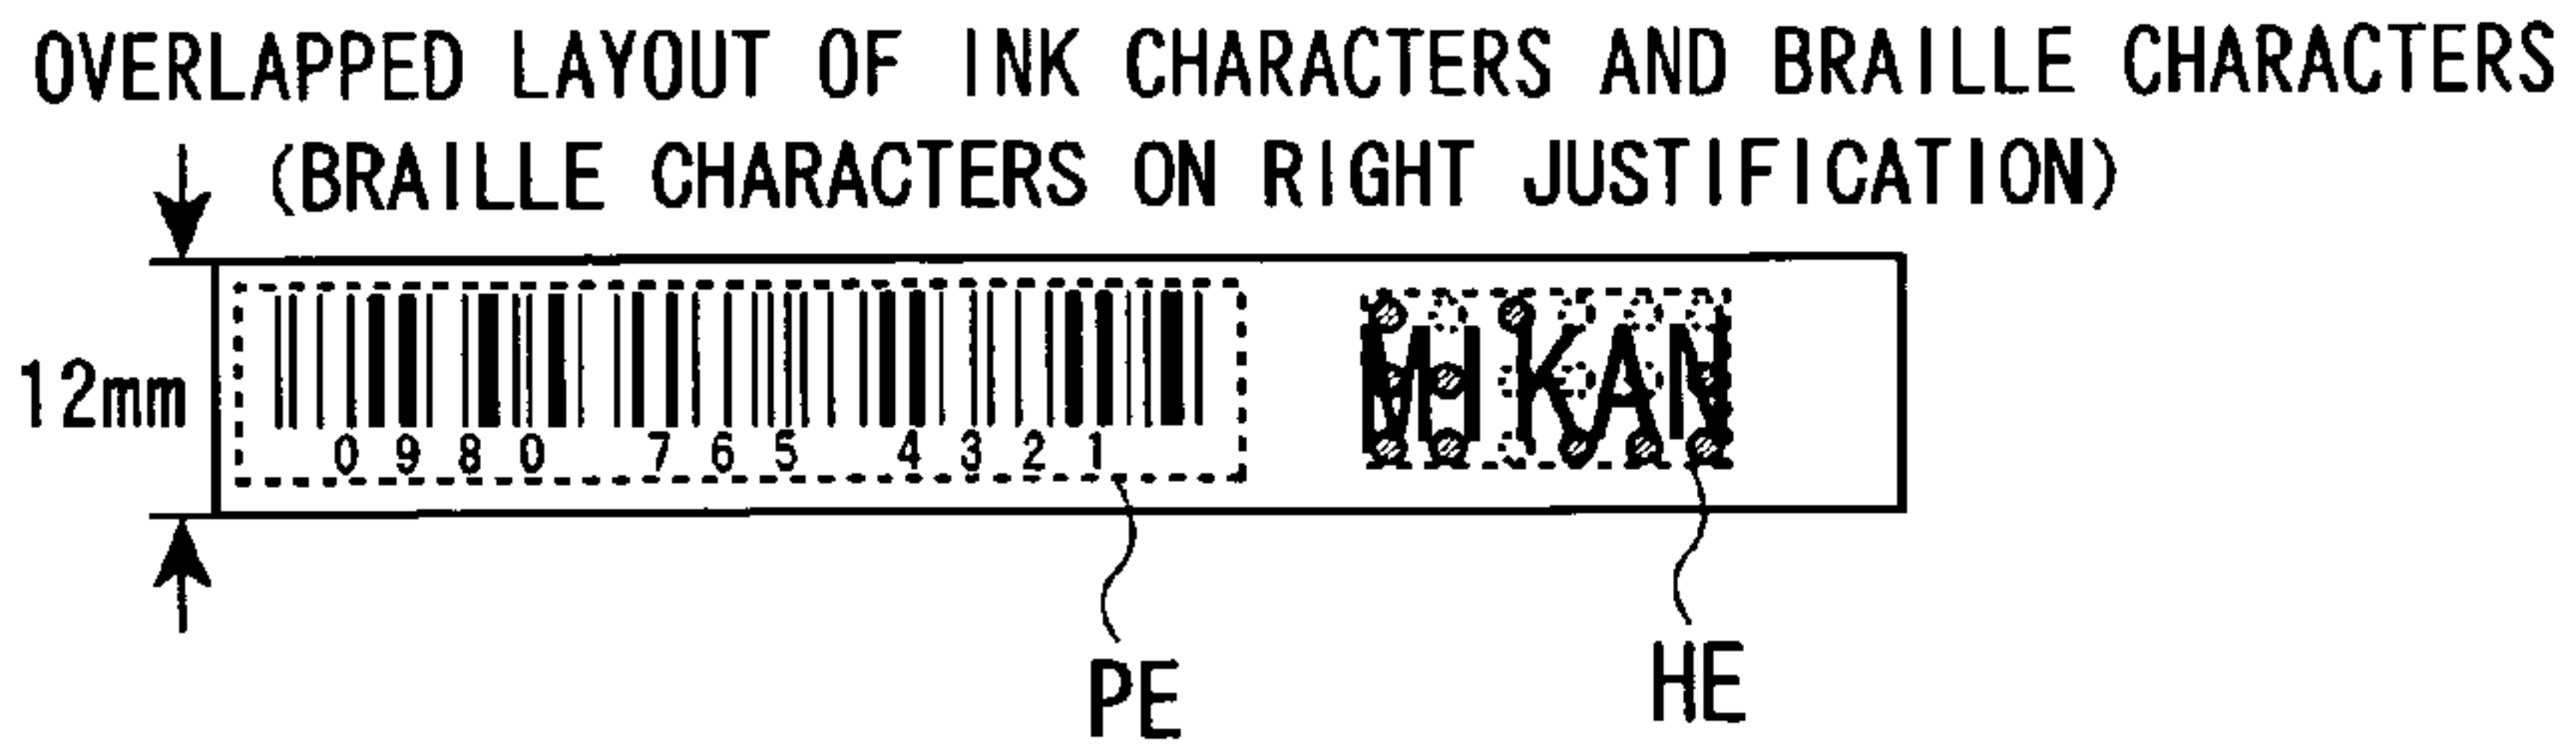 OVERLAPPED LAYOUT OF INK CHARACTERS AND BRAILLE CHARACTERS
(BRAILLE CHARACTERS ON RIGHT JUSTIFICATION)
12mm
MIKAN
0980 765 4321
PE
HE